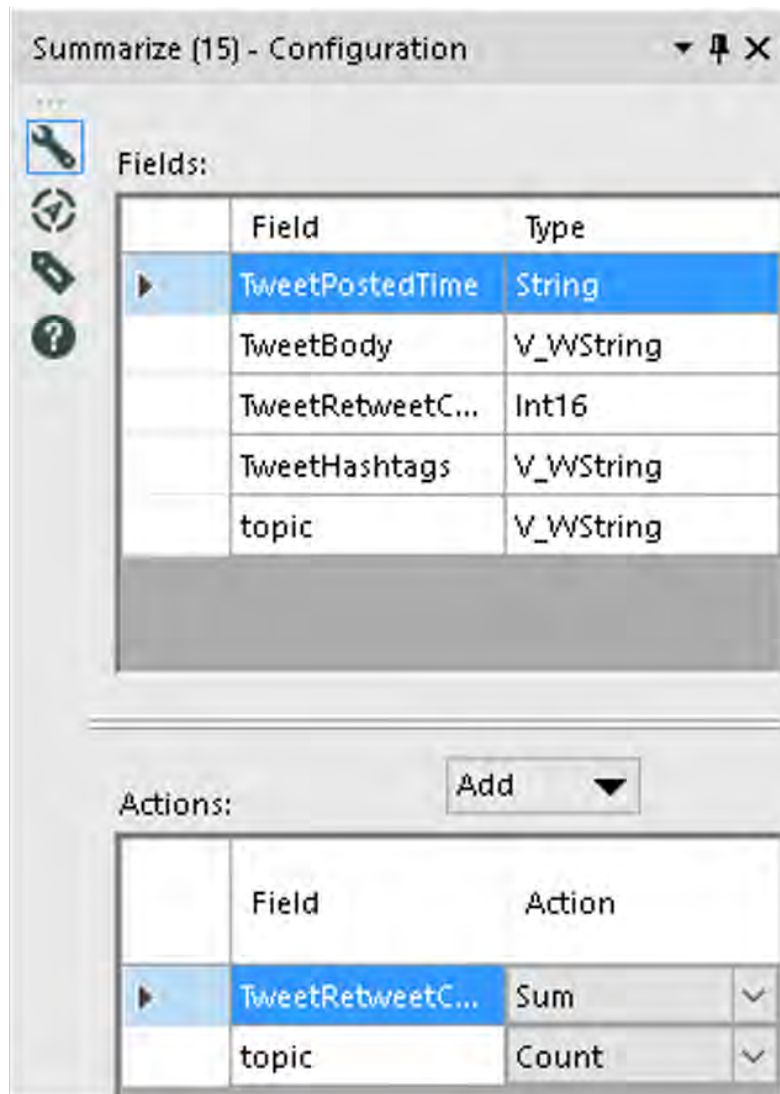 Summarize (15) - Configuration
Fields:
Field Type
TweetPostedTime String
TweetBody V_WString
TweetRetweetC... Int16
TweetHashtags V_WString
topic V_WString
Add
Actions:
Field Action
TweetRetweetC... Sum
topic Count